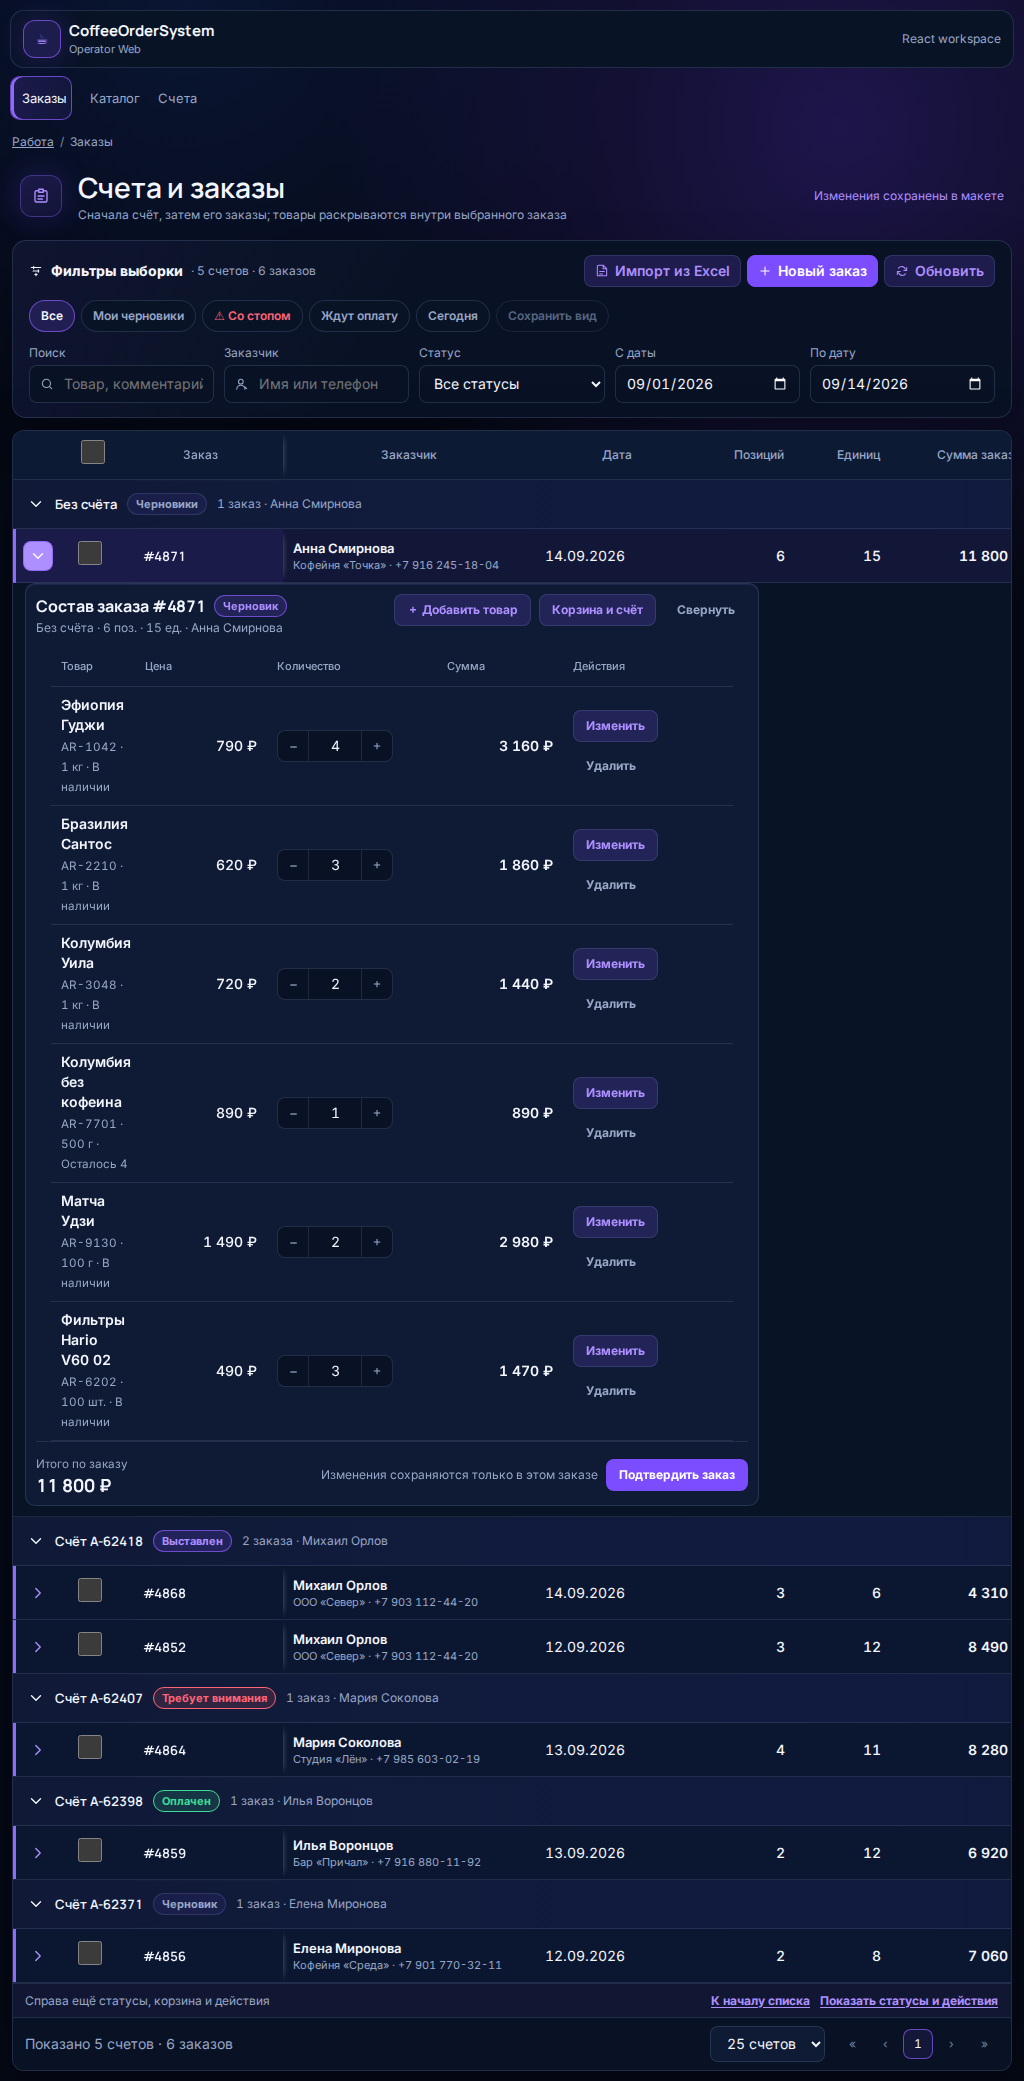 CoffeeOrderSystem
Operator Web
React workspace
Заказы Каталог Счета
Работа / Заказы
Счета и заказы
Сначала счёт, затем его заказы; товары раскрываются внутри выбранного заказа
Изменения сохранены в макете
Фильтры выборки · 5 счетов · 6 заказов
Импорт из Excel + Новый заказ Обновить
Все Мои черновики ⚠ Со стопом Ждут оплату Сегодня Сохранить вид
Поиск Заказчик Статус С даты По дату
Товар, комментарий Имя или телефон Все статусы 09/01/2026 09/14/2026
Заказ Заказчик Дата Позиций Единиц Сумма заказ
Без счёта Черновики 1 заказ · Анна Смирнова
#4871 Анна Смирнова 14.09.2026 6 15 11 800
Кофейня «Точка» · +7 916 245-18-04
Состав заказа #4871 Черновик + Добавить товар Корзина и счёт Свернуть
Без счёта · 6 поз. · 15 ед. · Анна Смирнова
Товар Цена Количество Сумма Действия
Эфиопия
Гуджи
AR-1042 ·
1 кг · В
наличии
790 ₽ − 4 + 3 160 ₽
Изменить
Удалить
Бразилия
Сантос
AR-2210 ·
1 кг · В
наличии
620 ₽ − 3 + 1 860 ₽
Изменить
Удалить
Колумбия
Уила
AR-3048 ·
1 кг · В
наличии
720 ₽ − 2 + 1 440 ₽
Изменить
Удалить
Колумбия
без
кофеина
AR-7701 ·
500 г ·
Осталось 4
890 ₽ − 1 + 890 ₽
Изменить
Удалить
Матча
Удзи
AR-9130 ·
100 г · В
наличии
1 490 ₽ − 2 + 2 980 ₽
Изменить
Удалить
Фильтры
Hario
V60 02
AR-6202 ·
100 шт. · В
наличии
490 ₽ − 3 + 1 470 ₽
Изменить
Удалить
Итого по заказу
11 800 ₽
Изменения сохраняются только в этом заказе Подтвердить заказ
Счёт А-62418 Выставлен 2 заказа · Михаил Орлов
#4868 Михаил Орлов 14.09.2026 3 6 4 310
ООО «Север» · +7 903 112-44-20
#4852 Михаил Орлов 12.09.2026 3 12 8 490
ООО «Север» · +7 903 112-44-20
Счёт А-62407 Требует внимания 1 заказ · Мария Соколова
#4864 Мария Соколова 13.09.2026 4 11 8 280
Студия «Лён» · +7 985 603-02-19
Счёт А-62398 Оплачен 1 заказ · Илья Воронцов
#4859 Илья Воронцов 13.09.2026 2 12 6 920
Бар «Причал» · +7 916 880-11-92
Счёт А-62371 Черновик 1 заказ · Елена Миронова
#4856 Елена Миронова 12.09.2026 2 8 7 060
Кофейня «Среда» · +7 901 770-32-11
Справа ещё статусы, корзина и действия К началу списка Показать статусы и действия
Показано 5 счетов · 6 заказов 25 счетов « ‹ 1 › »